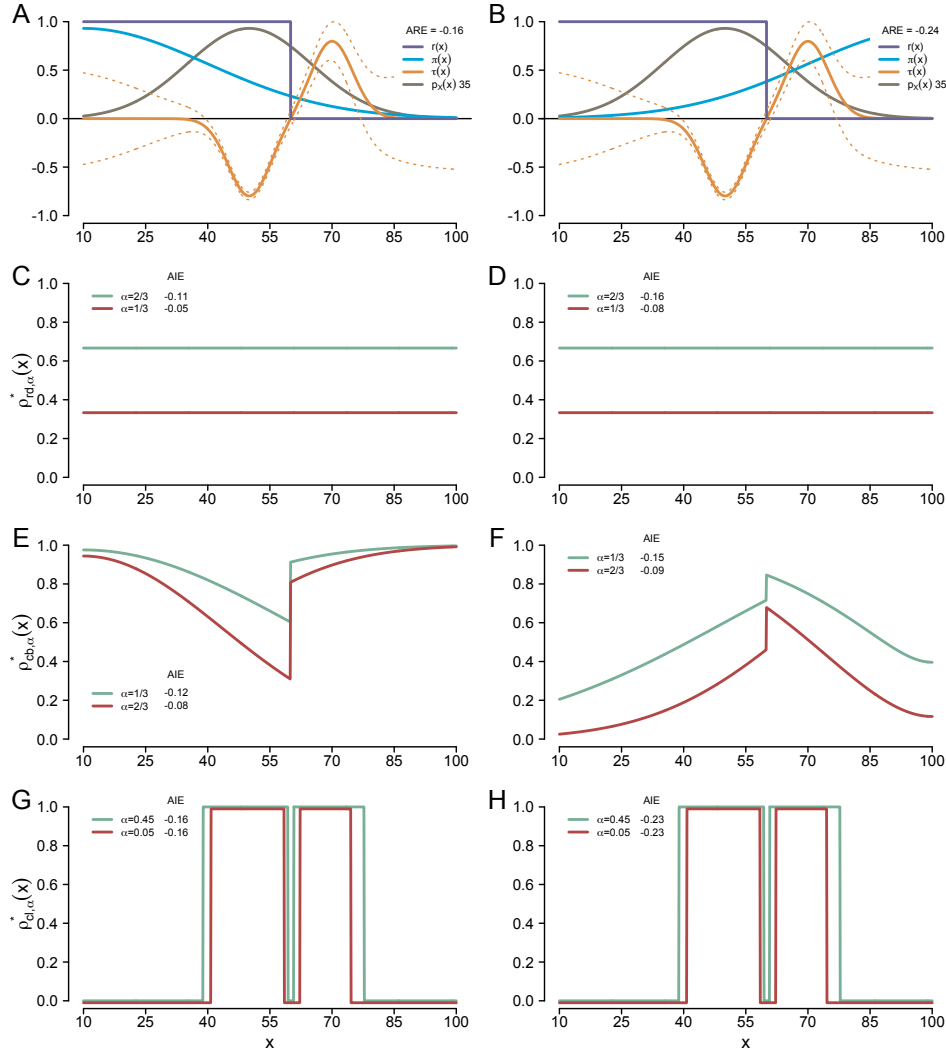 A
ARE = -0.16
r(x)
π(x)
τ(x)
pX(x) 35
1.0
0.5
0.0
-0.5
-1.0
10 25 40 55 70 85 100
B
ARE = -0.24
r(x)
π(x)
τ(x)
pX(x) 35
1.0
0.5
0.0
-0.5
-1.0
10 25 40 55 70 85 100
C
AIE
α=2/3 -0.11
α=1/3 -0.05
ρ*rd,α(x)
1.0
0.8
0.6
0.4
0.2
0.0
10 25 40 55 70 85 100
D
AIE
α=2/3 -0.16
α=1/3 -0.08
1.0
0.8
0.6
0.4
0.2
0.0
10 25 40 55 70 85 100
E
ρ*cb,α(x)
1.0
0.8
0.6
0.4
0.2
0.0
AIE
α=1/3 -0.12
α=2/3 -0.08
10 25 40 55 70 85 100
F
AIE
α=1/3 -0.15
α=2/3 -0.09
1.0
0.8
0.6
0.4
0.2
0.0
10 25 40 55 70 85 100
G
AIE
α=0.45 -0.16
α=0.05 -0.16
ρ*cl,α(x)
1.0
0.8
0.6
0.4
0.2
0.0
10 25 40 55 70 85 100
x
H
AIE
α=0.45 -0.23
α=0.05 -0.23
1.0
0.8
0.6
0.4
0.2
0.0
10 25 40 55 70 85 100
x